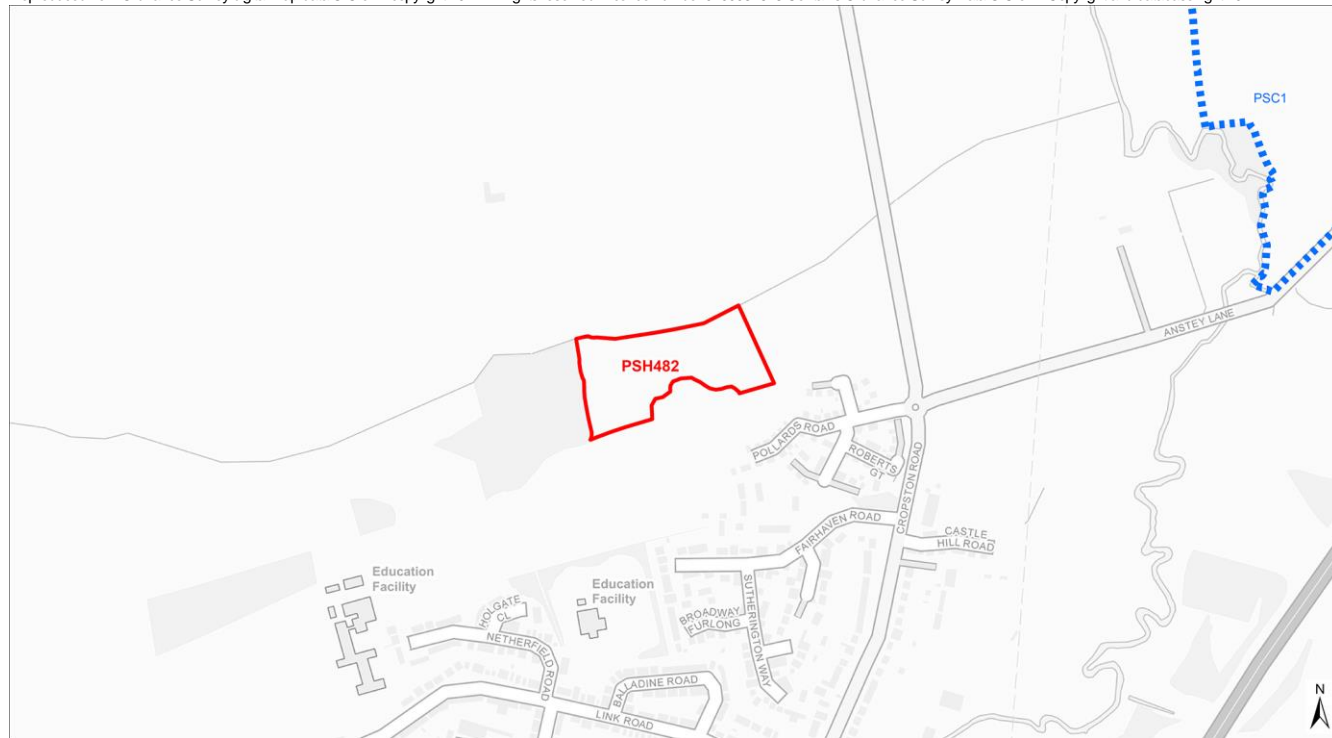 PSC1
ANSTEY LANE
PSH482
POLLARDS ROAD
ROBERTS
GT
CROPSTON ROAD
FAIRHAVEN ROAD
CASTLE
HILL ROAD
Education
Facility
Education
Facility
HOLGATE
CL
NETHERFIELD ROAD
BROADWAY
FURLONG
SUTHERINGTON WAY
BALLADINE ROAD
LINK ROAD
N